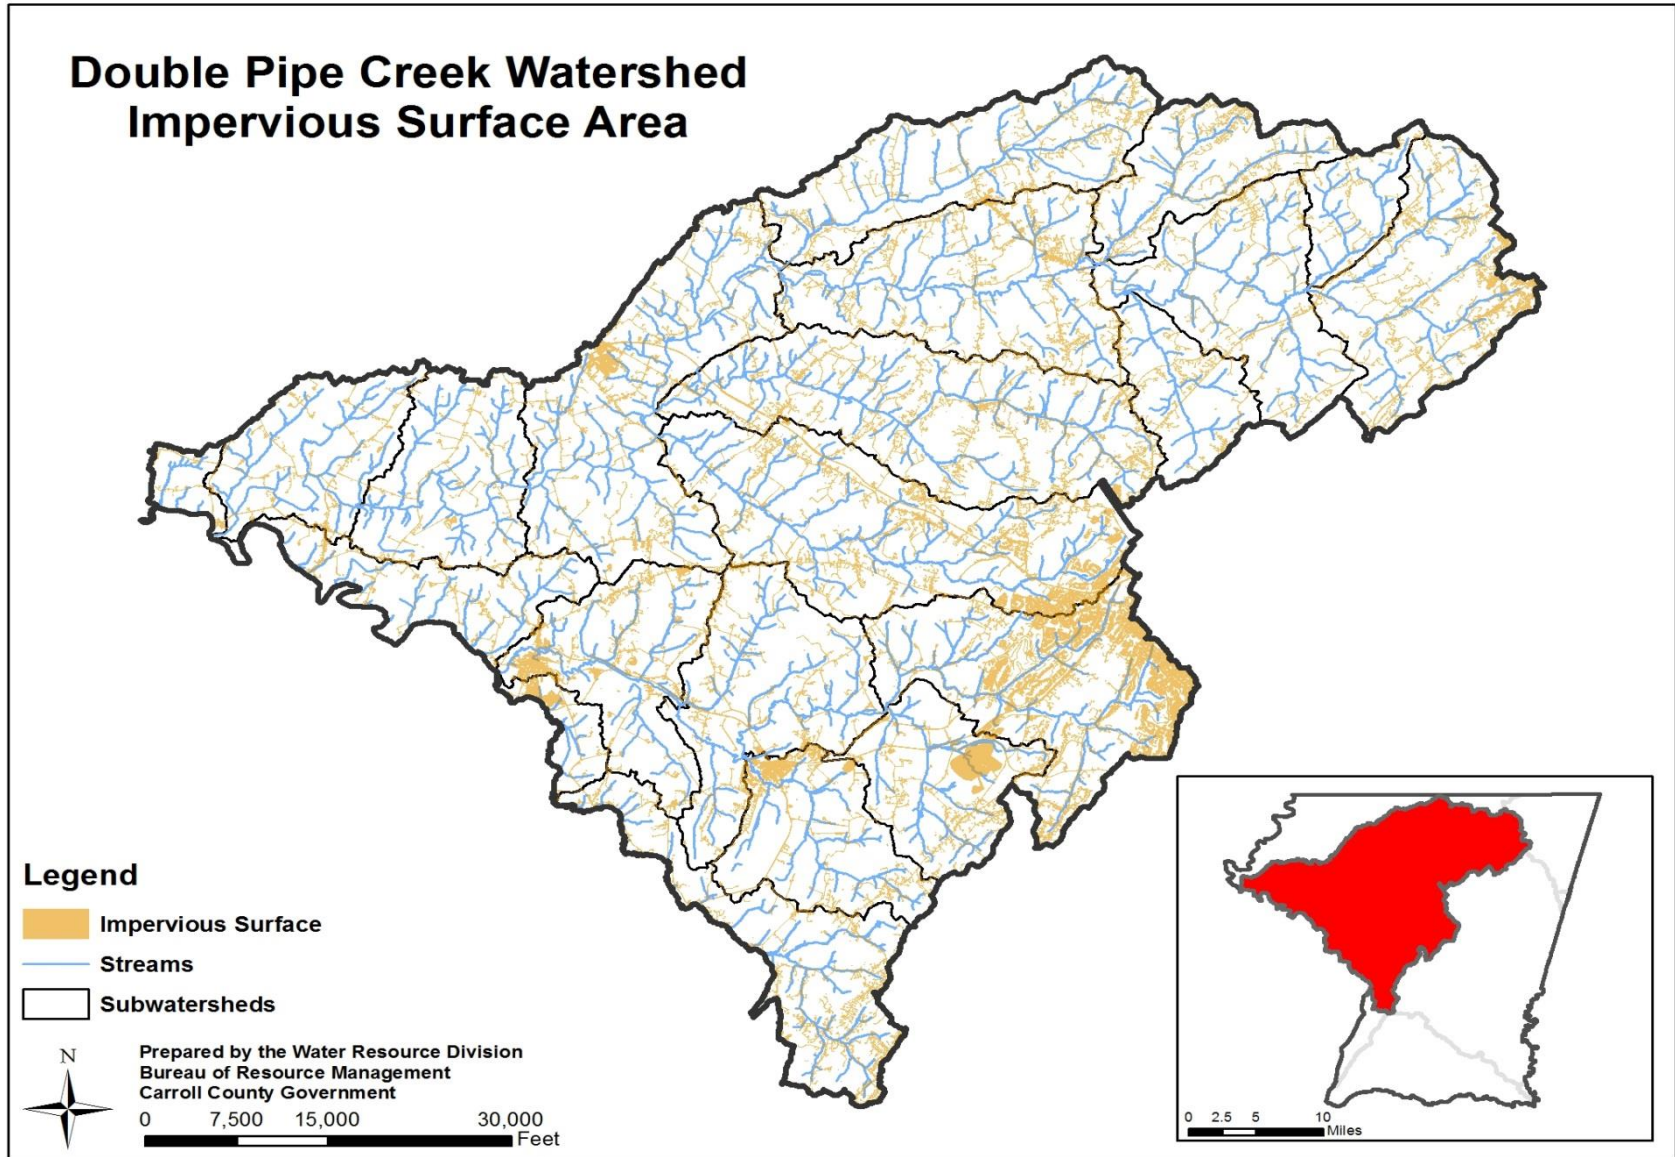 Double Pipe Creek Watershed
Impervious Surface Area
Legend
Impervious Surface
Streams
Subwatersheds
N
Prepared by the Water Resource Division
Bureau of Resource Management
Carroll County Government
0 7,500 15,000 30,000
Feet
0 2.5 5 10
Miles